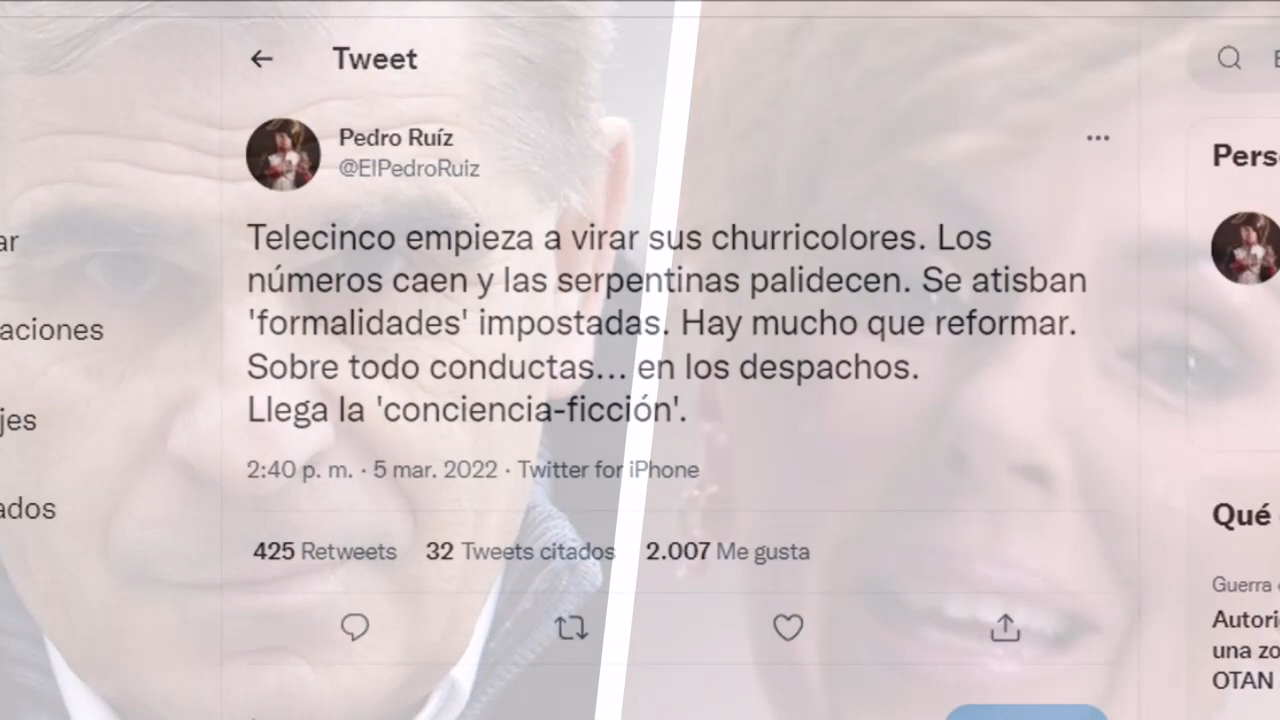 Tweet
Pedro Ruíz
@ElPedroRuiz
Telecinco empieza a virar sus churricolores. Los
números caen y las serpentinas palidecen. Se atisban
'formalidades' impostadas. Hay mucho que reformar.
Sobre todo conductas... en los despachos.
Llega la 'conciencia-ficción'.
2:40 p. m. · 5 mar. 2022 · Twitter for iPhone
425 Retweets 32 Tweets citados 2.007 Me gusta
ar
aciones
jes
ados
Perso
Qué
Guerra
Autori
una zo
OTAN